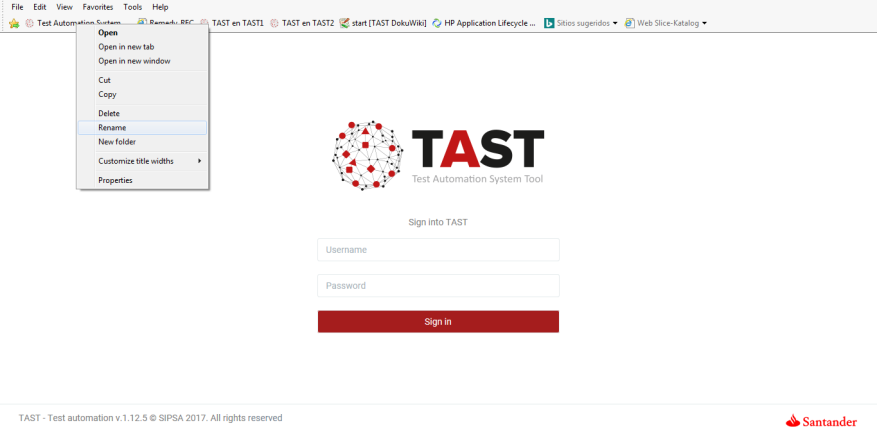 File Edit View Favorites Tools Help
Test Automation System Remedy PEC TAST en TAST1 TAST en TAST2 start [TAST DokuWiki] HP Application Lifecycle ... Sitios sugeridos Web Slice-Katalog
Open
Open in new tab
Open in new window
Cut
Copy
Delete
Rename
New folder
Customize title widths
Properties
TAST
Test Automation System Tool
Sign into TAST
Username
Password
Sign in
TAST - Test automation v.1.12.5 © SIPSA 2017. All rights reserved
Santander